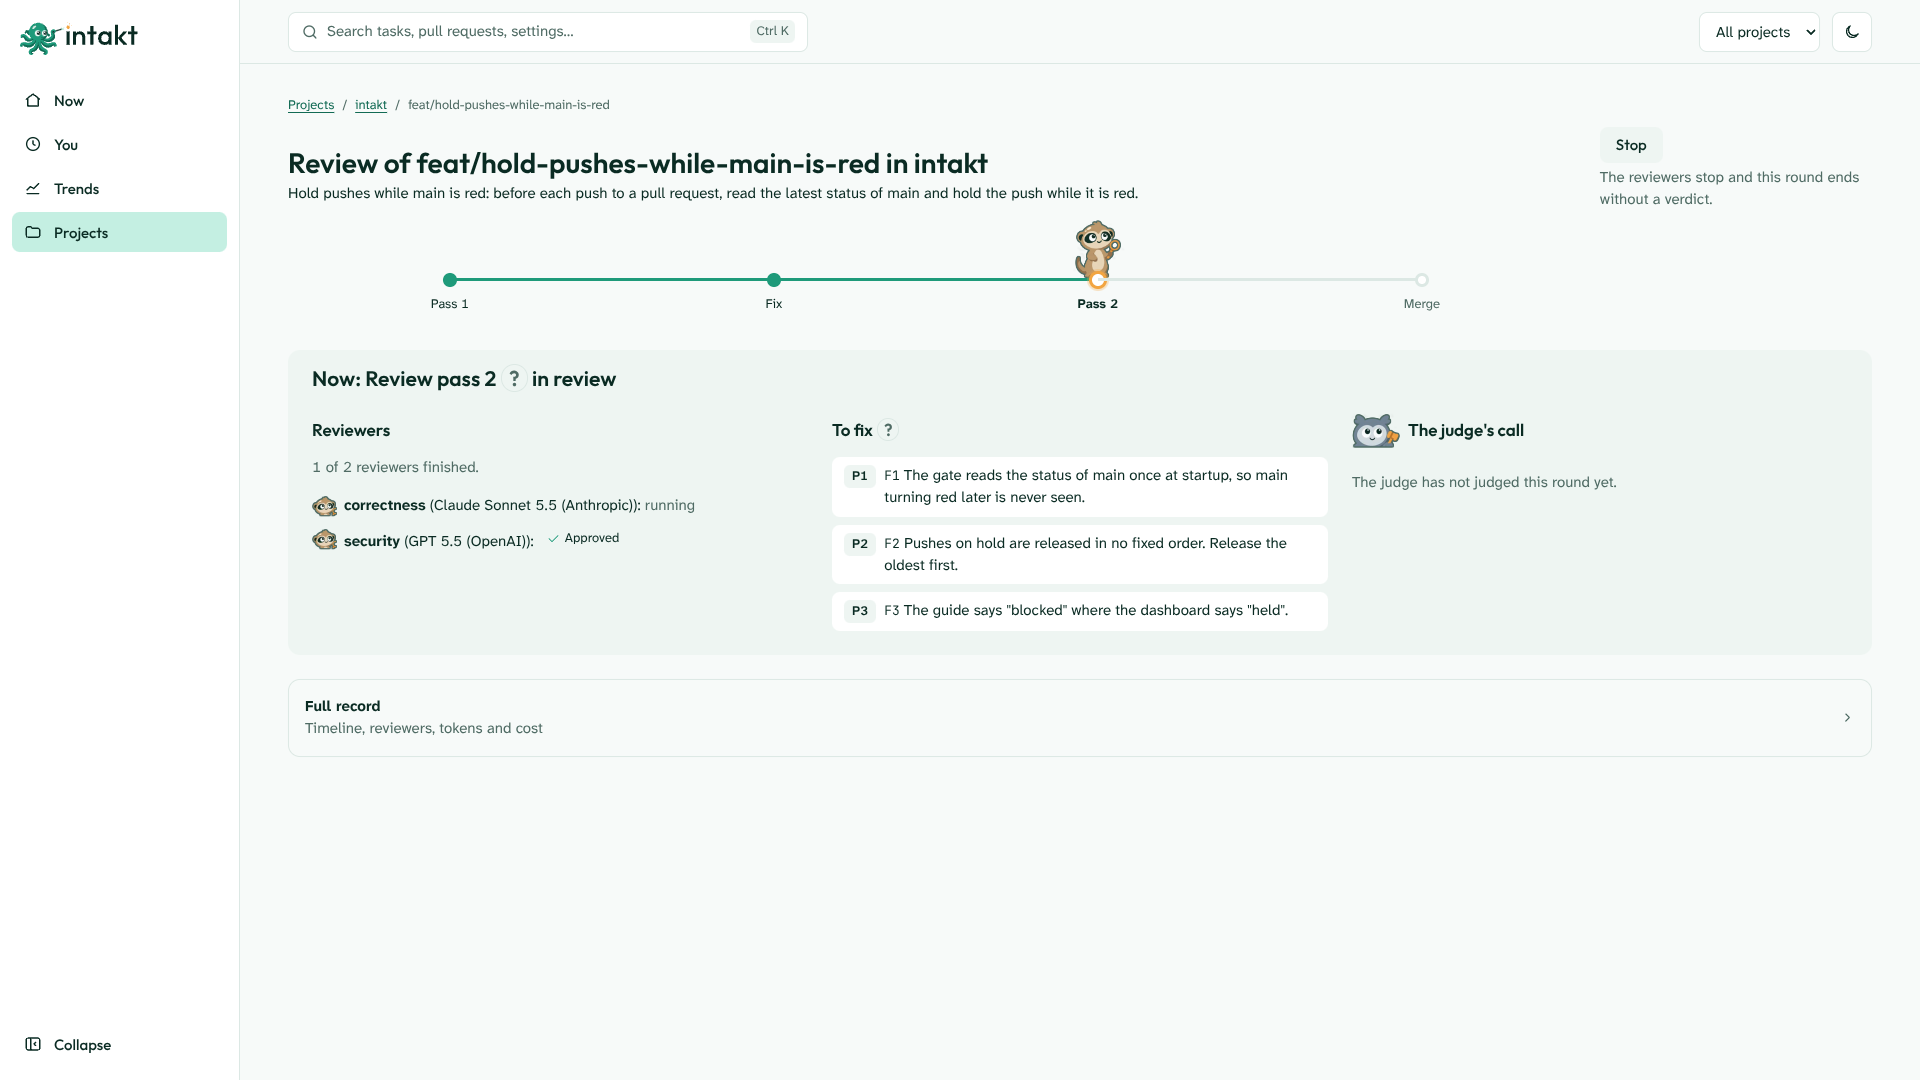 intakt
Search tasks, pull requests, settings...
Ctrl K
All projects
Now
You
Trends
Projects
Collapse
Projects / intakt / feat/hold-pushes-while-main-is-red
Review of feat/hold-pushes-while-main-is-red in intakt
Hold pushes while main is red: before each push to a pull request, read the latest status of main and hold the push while it is red.
Stop
The reviewers stop and this round ends
without a verdict.
Pass 1
Fix
Pass 2
Merge
Now: Review pass 2 ? in review
Reviewers
1 of 2 reviewers finished.
correctness (Claude Sonnet 5.5 (Anthropic)): running
security (GPT 5.5 (OpenAI)): Approved
To fix ?
P1 F1 The gate reads the status of main once at startup, so main
turning red later is never seen.
P2 F2 Pushes on hold are released in no fixed order. Release the
oldest first.
P3 F3 The guide says "blocked" where the dashboard says "held".
The judge's call
The judge has not judged this round yet.
Full record
Timeline, reviewers, tokens and cost